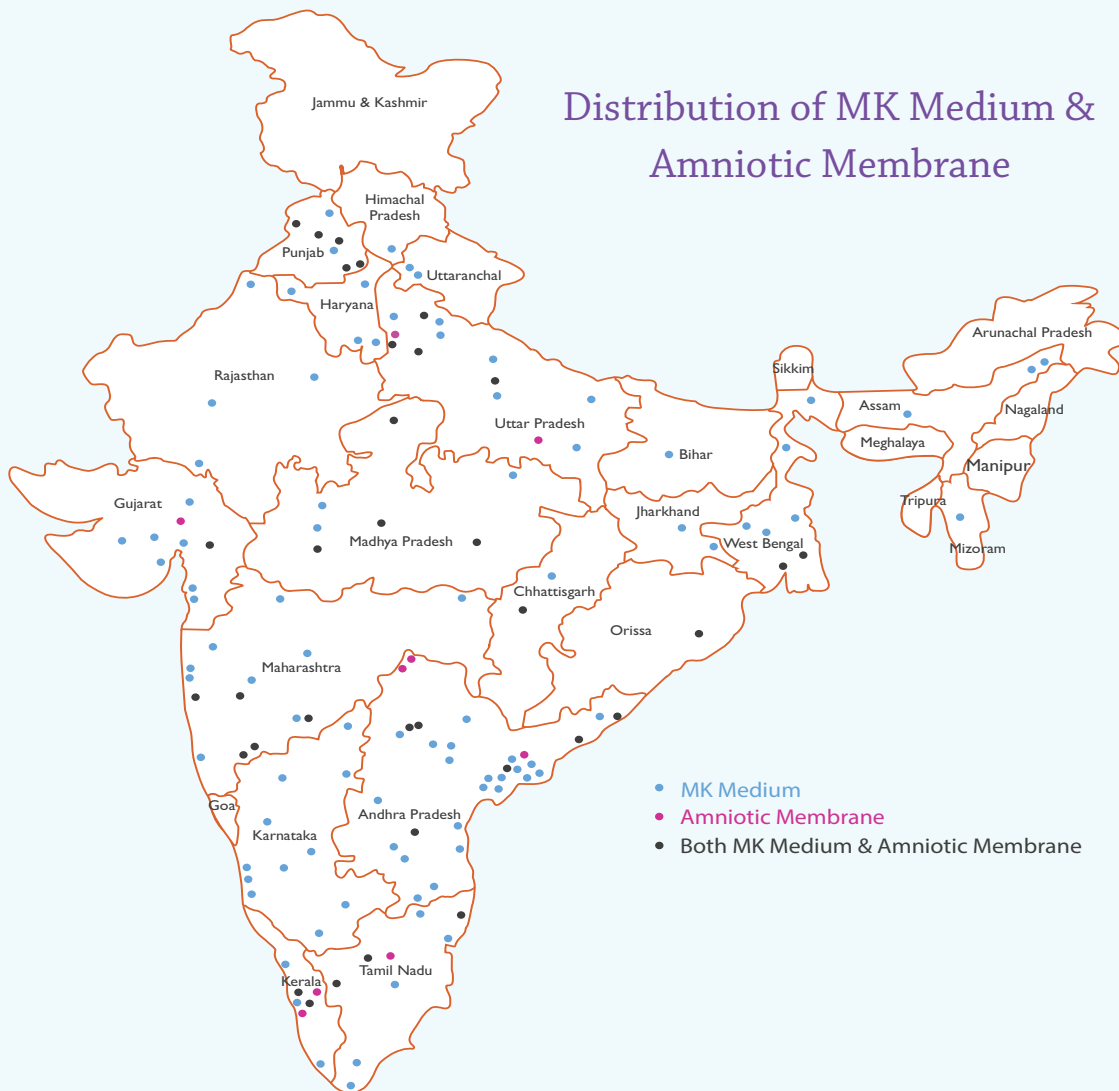 Distribution of MK Medium &
Amniotic Membrane
Jammu & Kashmir
Himachal
Pradesh
Punjab
Uttaranchal
Haryana
Arunachal Pradesh
Sikkim
Rajasthan
Assam
Nagaland
Uttar Pradesh
Meghalaya
Bihar
Manipur
Gujarat
Tripura
Jharkhand
Madhya Pradesh
West Bengal
Mizoram
Chhattisgarh
Orissa
Maharashtra
MK Medium
Goa
Andhra Pradesh
Amniotic Membrane
Karnataka
Both MK Medium & Amniotic Membrane
Tamil Nadu
Kerala